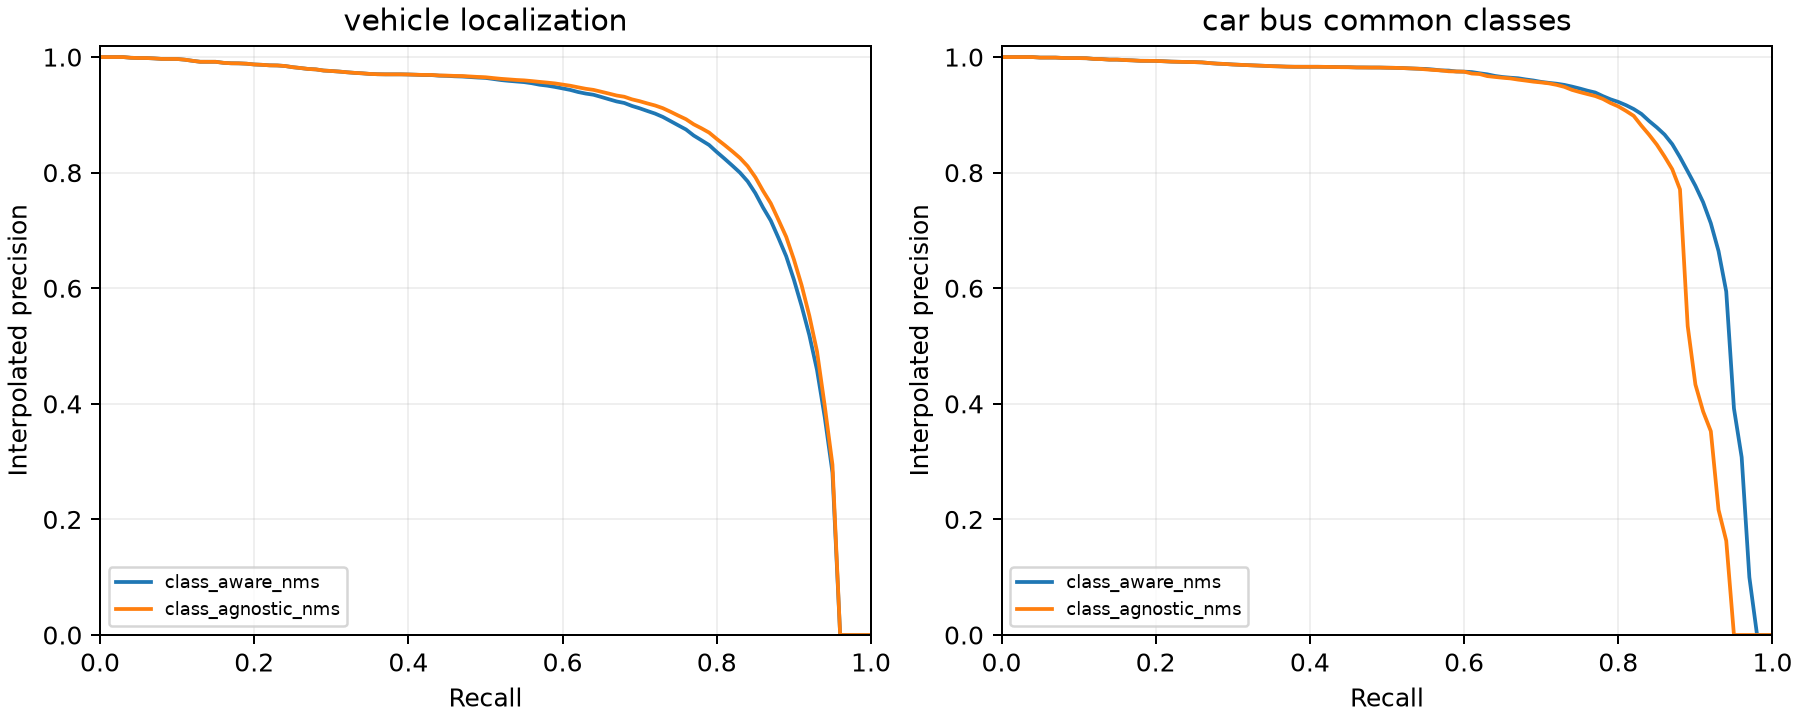 vehicle localization
Interpolated precision
1.0
0.8
0.6
0.4
0.2
0.0
class_aware_nms
class_agnostic_nms
0.0 0.2 0.4 0.6 0.8 1.0
Recall
car bus common classes
Interpolated precision
1.0
0.8
0.6
0.4
0.2
0.0
class_aware_nms
class_agnostic_nms
0.0 0.2 0.4 0.6 0.8 1.0
Recall